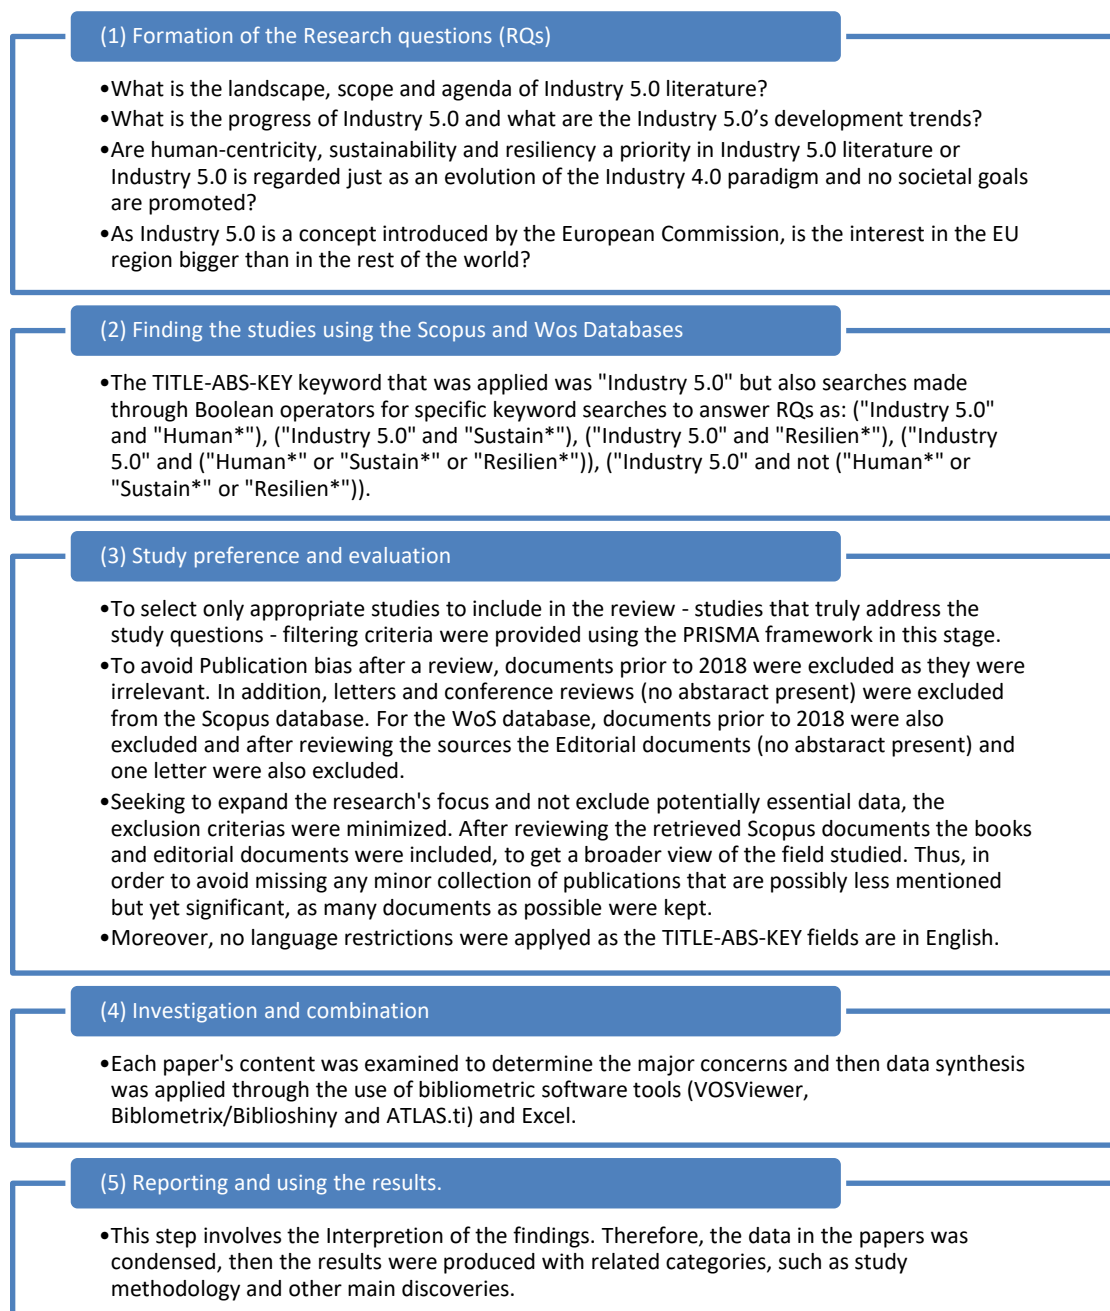 (1) Formation of the Research questions (RQs)
•What is the landscape, scope and agenda of Industry 5.0 literature?
•What is the progress of Industry 5.0 and what are the Industry 5.0’s development trends?
•Are human-centricity, sustainability and resiliency a priority in Industry 5.0 literature or
Industry 5.0 is regarded just as an evolution of the Industry 4.0 paradigm and no societal goals
are promoted?
•As Industry 5.0 is a concept introduced by the European Commission, is the interest in the EU
region bigger than in the rest of the world?
(2) Finding the studies using the Scopus and Wos Databases
•The TITLE-ABS-KEY keyword that was applied was "Industry 5.0" but also searches made
through Boolean operators for specific keyword searches to answer RQs as: ("Industry 5.0"
and "Human*"), ("Industry 5.0" and "Sustain*"), ("Industry 5.0" and "Resilien*"), ("Industry
5.0" and ("Human*" or "Sustain*" or "Resilien*")), ("Industry 5.0" and not ("Human*" or
"Sustain*" or "Resilien*")).
(3) Study preference and evaluation
•To select only appropriate studies to include in the review - studies that truly address the
study questions - filtering criteria were provided using the PRISMA framework in this stage.
•To avoid Publication bias after a review, documents prior to 2018 were excluded as they were
irrelevant. In addition, letters and conference reviews (no abstaract present) were excluded
from the Scopus database. For the WoS database, documents prior to 2018 were also
excluded and after reviewing the sources the Editorial documents (no abstaract present) and
one letter were also excluded.
•Seeking to expand the research's focus and not exclude potentially essential data, the
exclusion criterias were minimized. After reviewing the retrieved Scopus documents the books
and editorial documents were included, to get a broader view of the field studied. Thus, in
order to avoid missing any minor collection of publications that are possibly less mentioned
but yet significant, as many documents as possible were kept.
•Moreover, no language restrictions were applyed as the TITLE-ABS-KEY fields are in English.
(4) Investigation and combination
•Each paper's content was examined to determine the major concerns and then data synthesis
was applied through the use of bibliometric software tools (VOSViewer,
Biblometrix/Biblioshiny and ATLAS.ti) and Excel.
(5) Reporting and using the results.
•This step involves the Interpretion of the findings. Therefore, the data in the papers was
condensed, then the results were produced with related categories, such as study
methodology and other main discoveries.